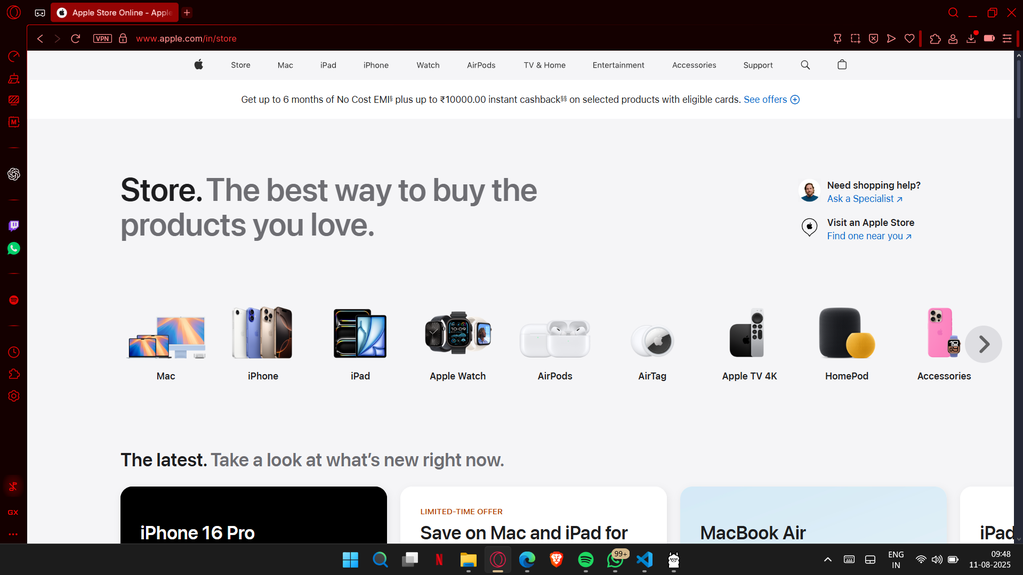 Apple Store Online - Apple
VPN
www.apple.com/in/store
Store Mac iPad iPhone Watch AirPods TV & Home Entertainment Accessories Support
Get up to 6 months of No Cost EMI§ plus up to ₹10000.00 instant cashback§§ on selected products with eligible cards. See offers
Store. The best way to buy the
products you love.
Need shopping help?
Ask a Specialist ↗
Visit an Apple Store
Find one near you ↗
Mac iPhone iPad Apple Watch AirPods AirTag Apple TV 4K HomePod Accessories
The latest. Take a look at what's new right now.
iPhone 16 Pro
LIMITED-TIME OFFER
Save on Mac and iPad for
MacBook Air
iPad
99+
ENG
IN
09:48
11-08-2025